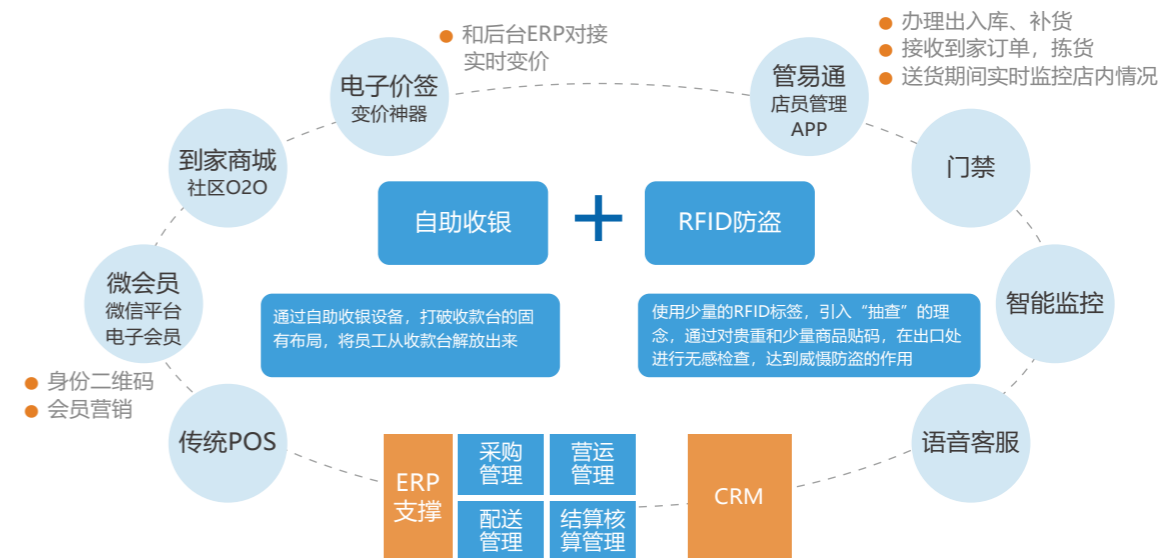 和后台ERP对接
实时变价
办理出入库、补货
接收到家订单，拣货
送货期间实时监控店内情况
电子价签
变价神器
管易通
店员管理
APP
到家商城
社区O2O
门禁
自助收银
RFID防盗
微会员
微信平台
电子会员
智能监控
通过自助收银设备，打破收款台的固
有布局，将员工从收款台解放出来
使用少量的RFID标签，引入“抽查”的理
念，通过对贵重和少量商品贴码，在出口处
进行无感检查，达到威慑防盗的作用
身份二维码
会员营销
传统POS
语音客服
ERP
支撑
采购
管理
营运
管理
配送
管理
结算核
算管理
CRM